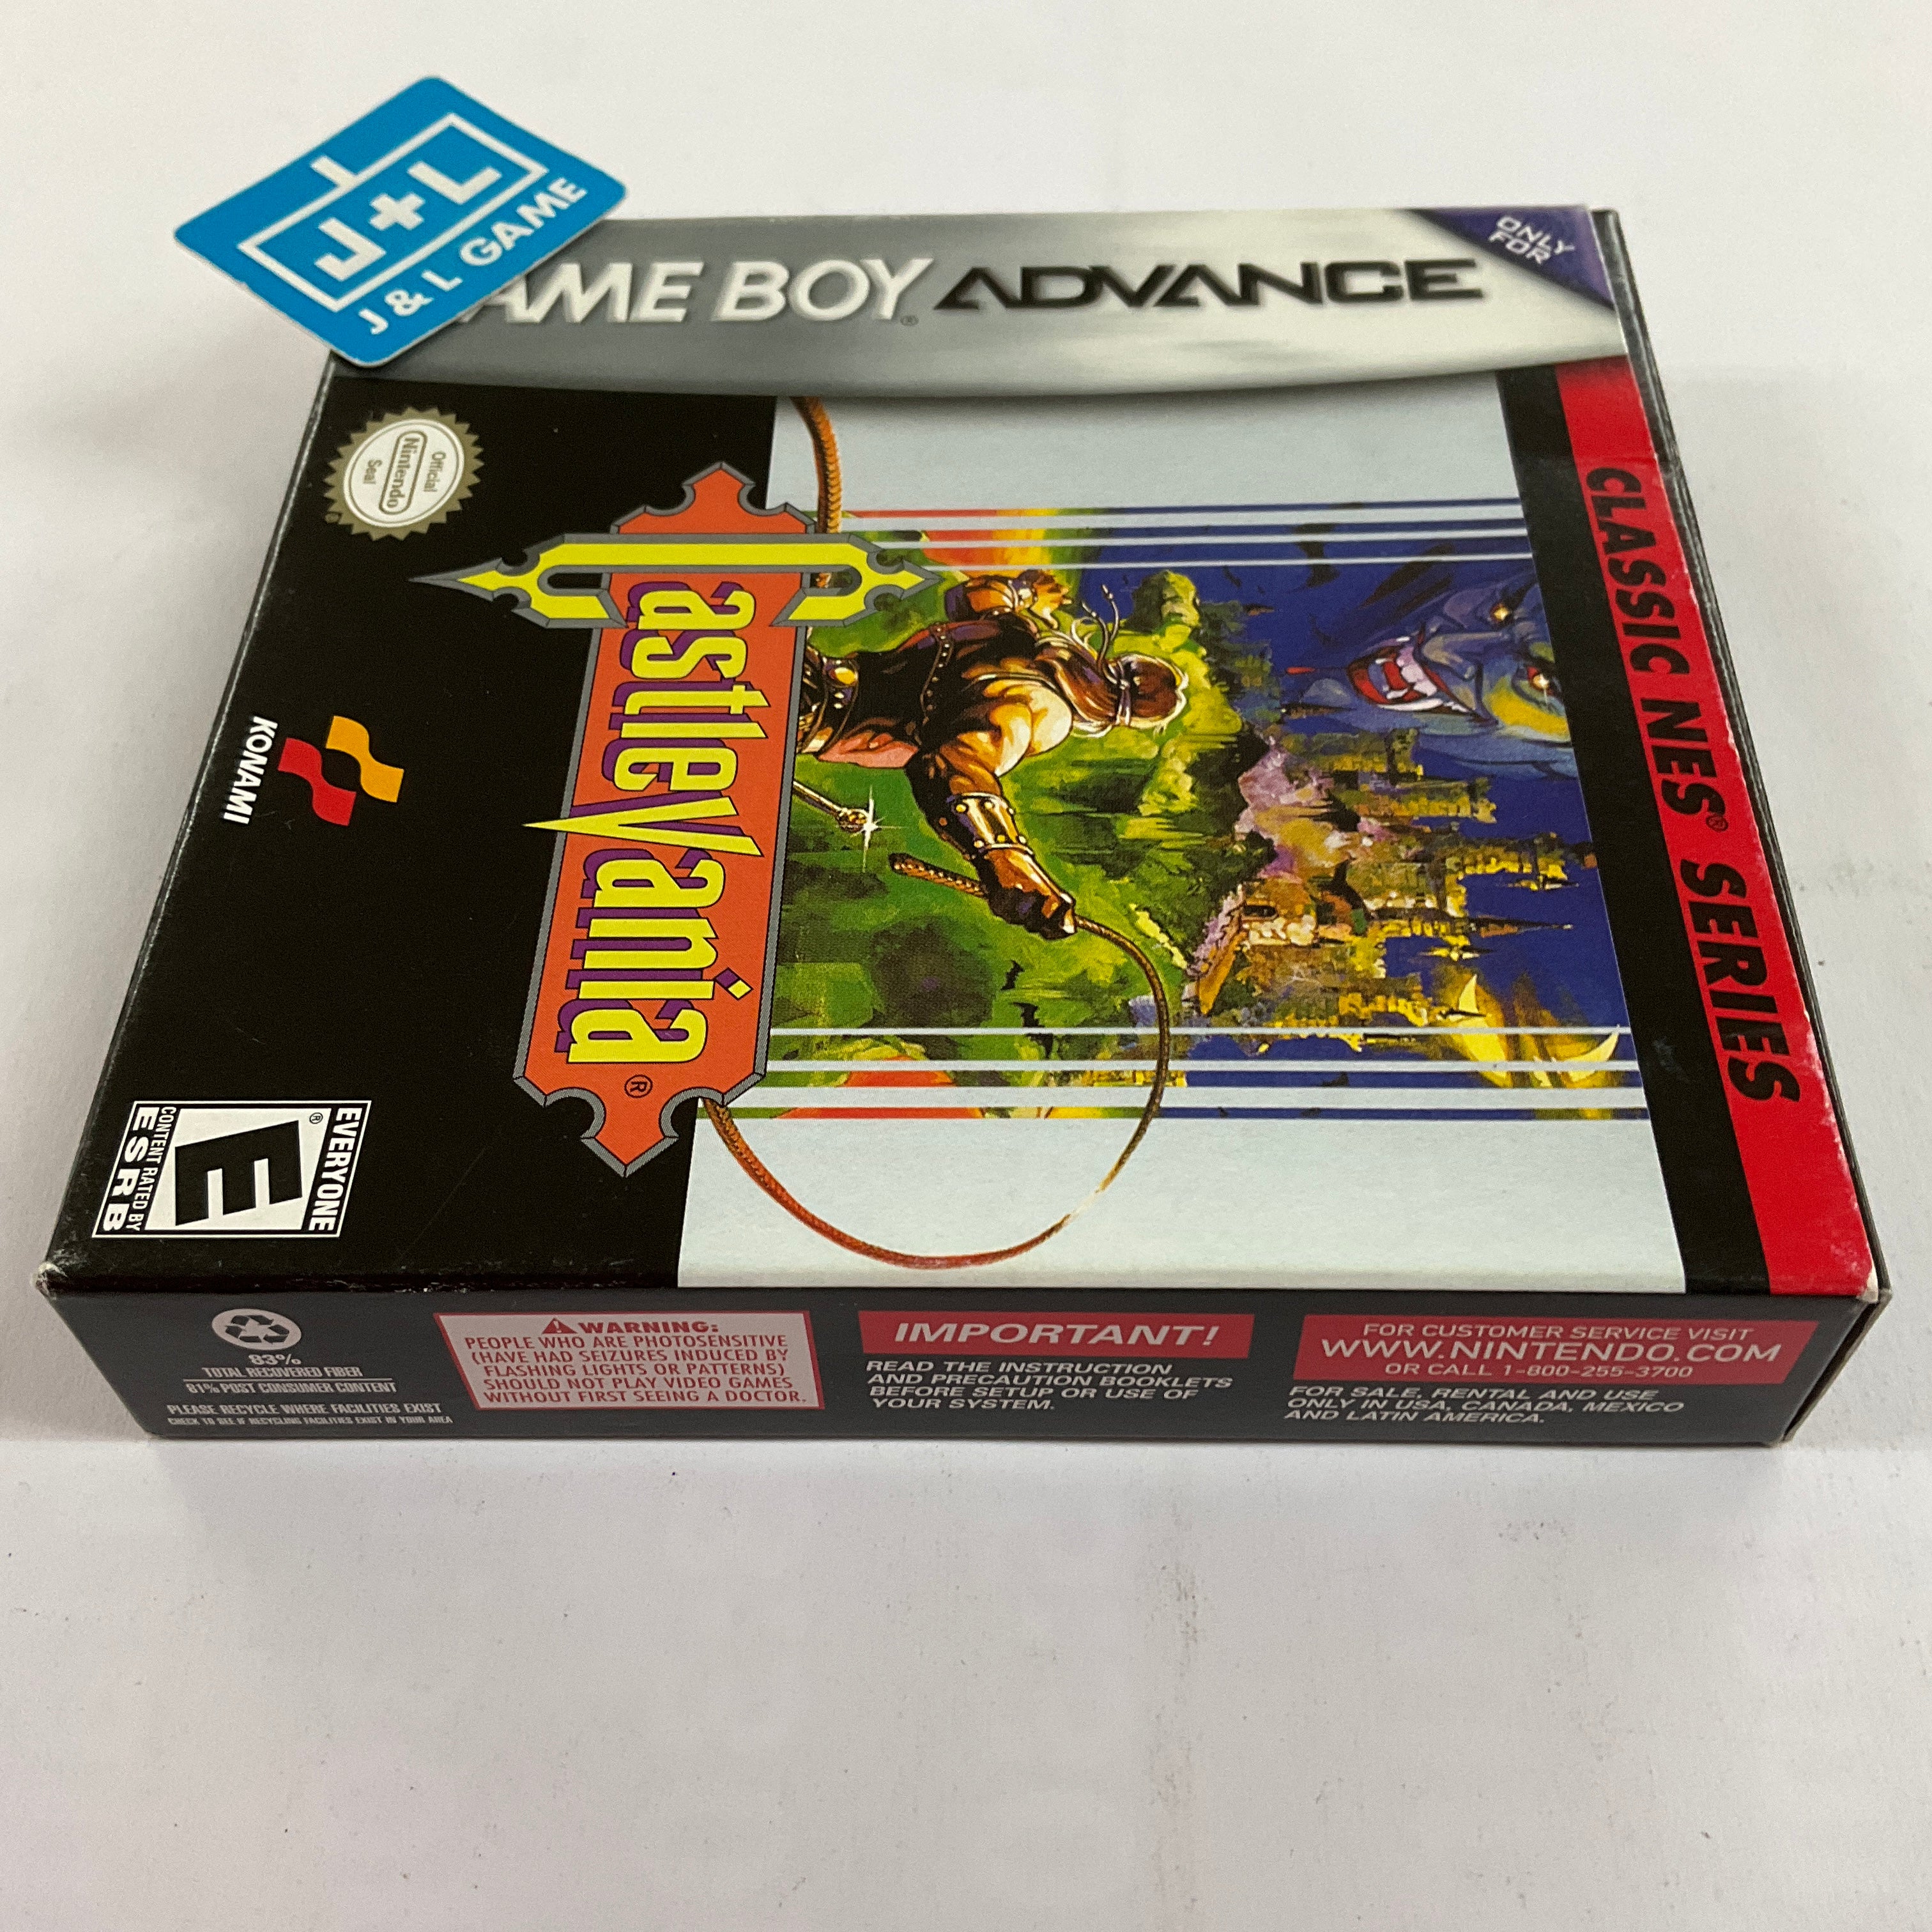 J+L
J & L GAME
AME BOY® ADVANCE
ONLY
FOR
CLASSIC NES® SERIES
Official
Nintendo
Seal
Castlevania®
KONAMI
EVERYONE
E®
CONTENT RATED BY
ESRB
83%
TOTAL RECOVERED FIBER
81% POST CONSUMER CONTENT
PLEASE RECYCLE WHERE FACILITIES EXIST
CHECK TO SEE IF RECYCLING FACILITIES EXIST IN YOUR AREA
WARNING:
PEOPLE WHO ARE PHOTOSENSITIVE
(HAVE HAD SEIZURES INDUCED BY
FLASHING LIGHTS OR PATTERNS)
SHOULD NOT PLAY VIDEO GAMES
WITHOUT FIRST SEEING A DOCTOR.
IMPORTANT!
READ THE INSTRUCTION
AND PRECAUTION BOOKLETS
BEFORE SETUP OR USE OF
YOUR SYSTEM.
FOR CUSTOMER SERVICE VISIT
WWW.NINTENDO.COM
OR CALL 1-800-255-3700
FOR SALE, RENTAL AND USE
ONLY IN USA, CANADA, MEXICO
AND LATIN AMERICA.